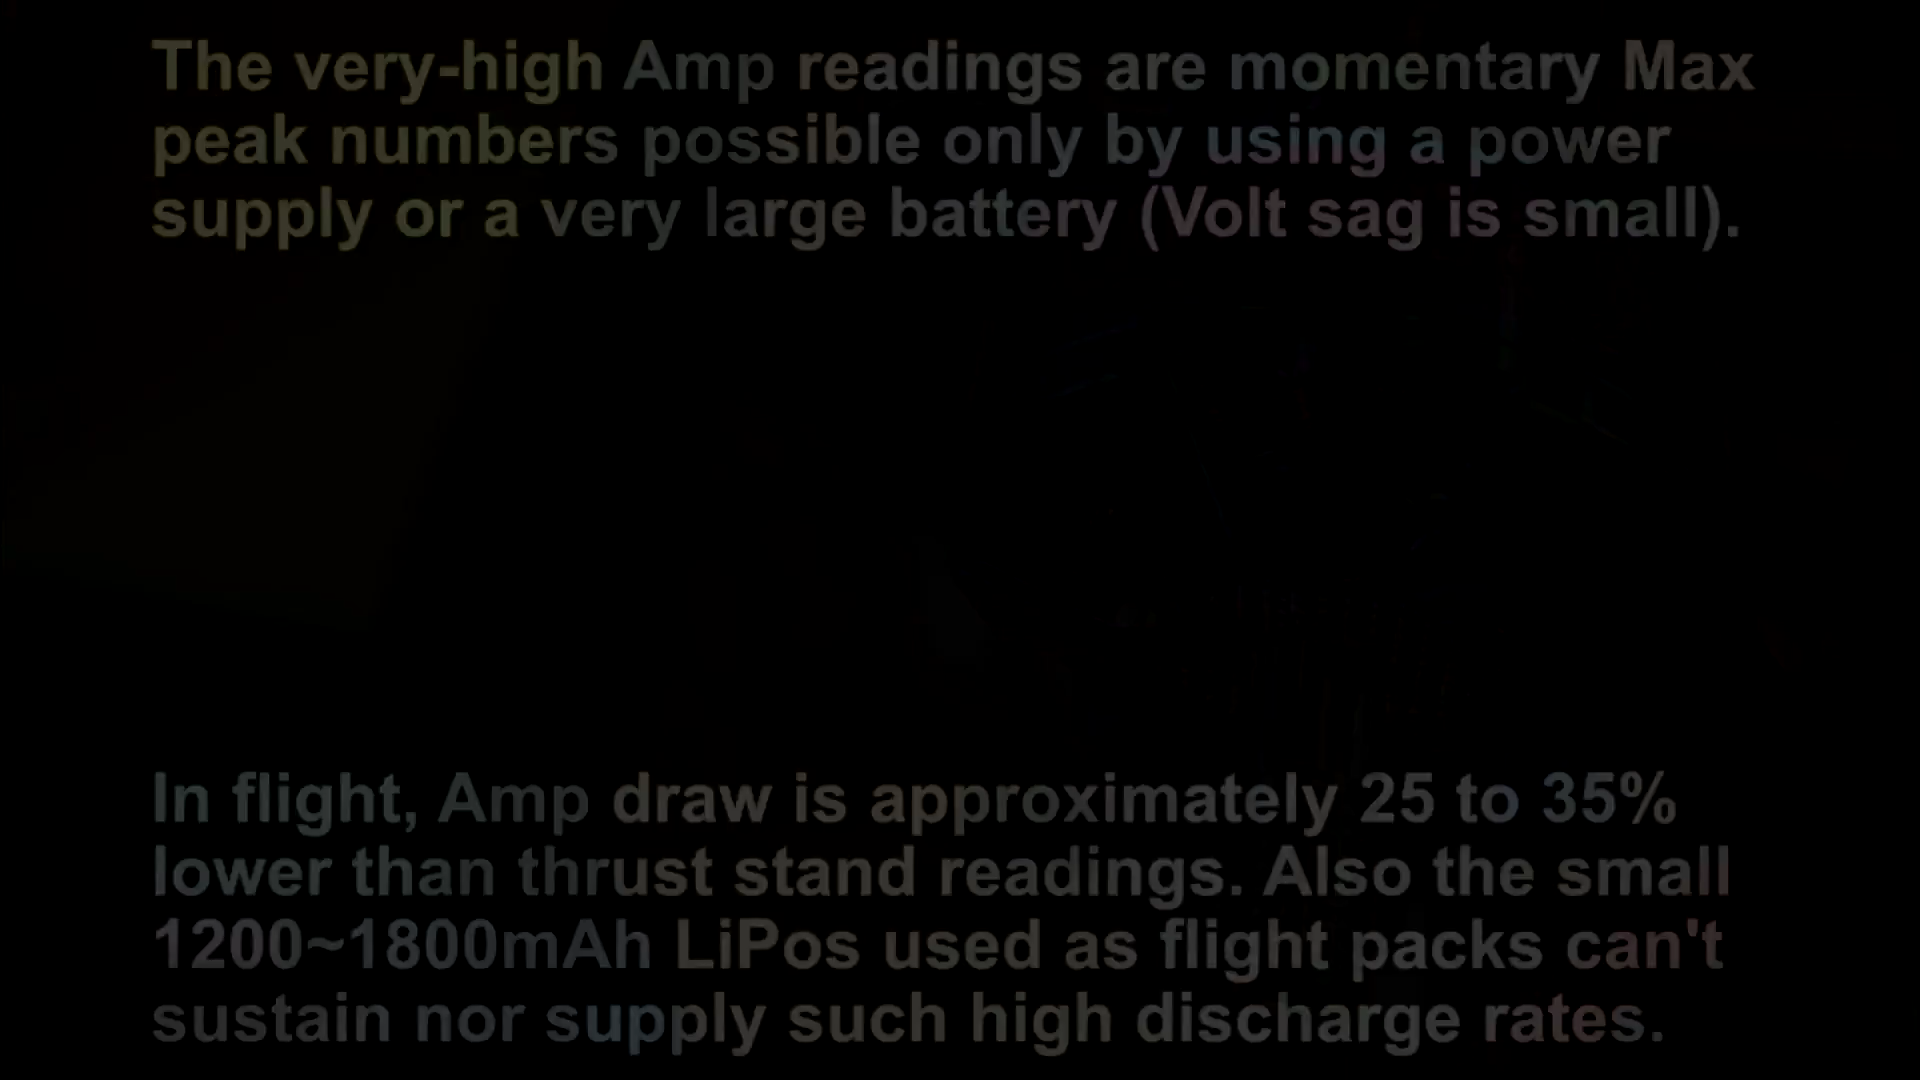 The very-high Amp readings are momentary Max
peak numbers possible only by using a power
supply or a very large battery (Volt sag is small).
In flight, Amp draw is approximately 25 to 35%
lower than thrust stand readings. Also the small
1200~1800mAh LiPos used as flight packs can't
sustain nor supply such high discharge rates.